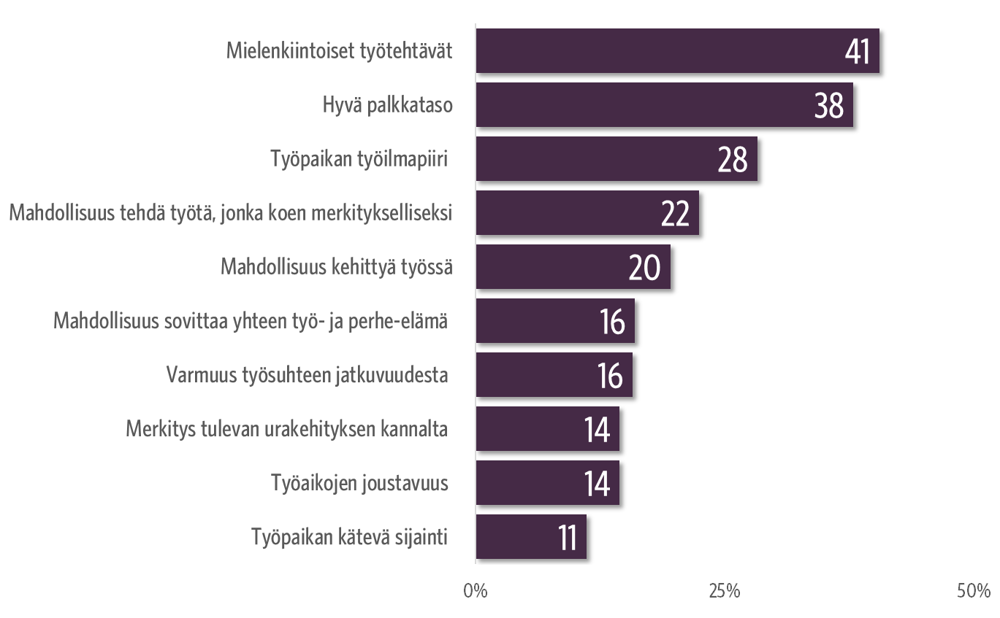 Mielenkiintoiset työtehtävät 41
Hyvä palkkataso 38
Työpaikan työilmapiiri 28
Mahdollisuus tehdä työtä, jonka koen merkitykselliseksi 22
Mahdollisuus kehittyä työssä 20
Mahdollisuus sovittaa yhteen työ- ja perhe-elämä 16
Varmuus työsuhteen jatkuvuudesta 16
Merkitys tulevan urakehityksen kannalta 14
Työaikojen joustavuus 14
Työpaikan kätevä sijainti 11
0% 25% 50%